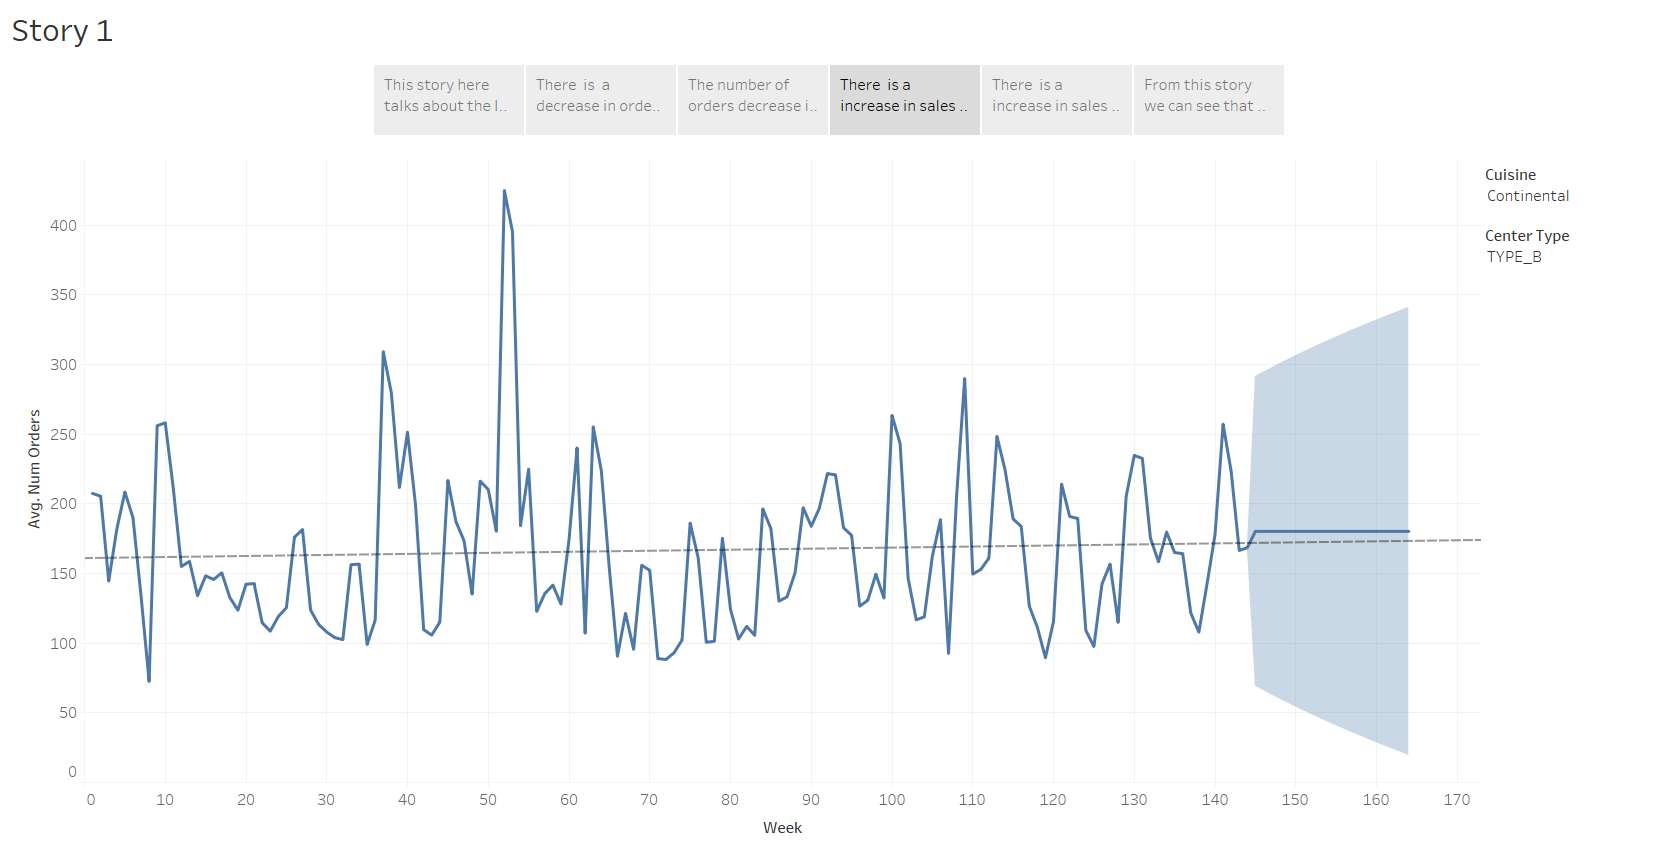 Story 1
This story here
talks about the l..
There is a
decrease in orde..
The number of
orders decrease i..
There is a
increase in sales ..
There is a
increase in sales ..
From this story
we can see that ..
Cuisine
Continental
Center Type
TYPE_B
Avg. Num Orders
400
350
300
250
200
150
100
50
0
0 10 20 30 40 50 60 70 80 90 100 110 120 130 140 150 160 170
Week